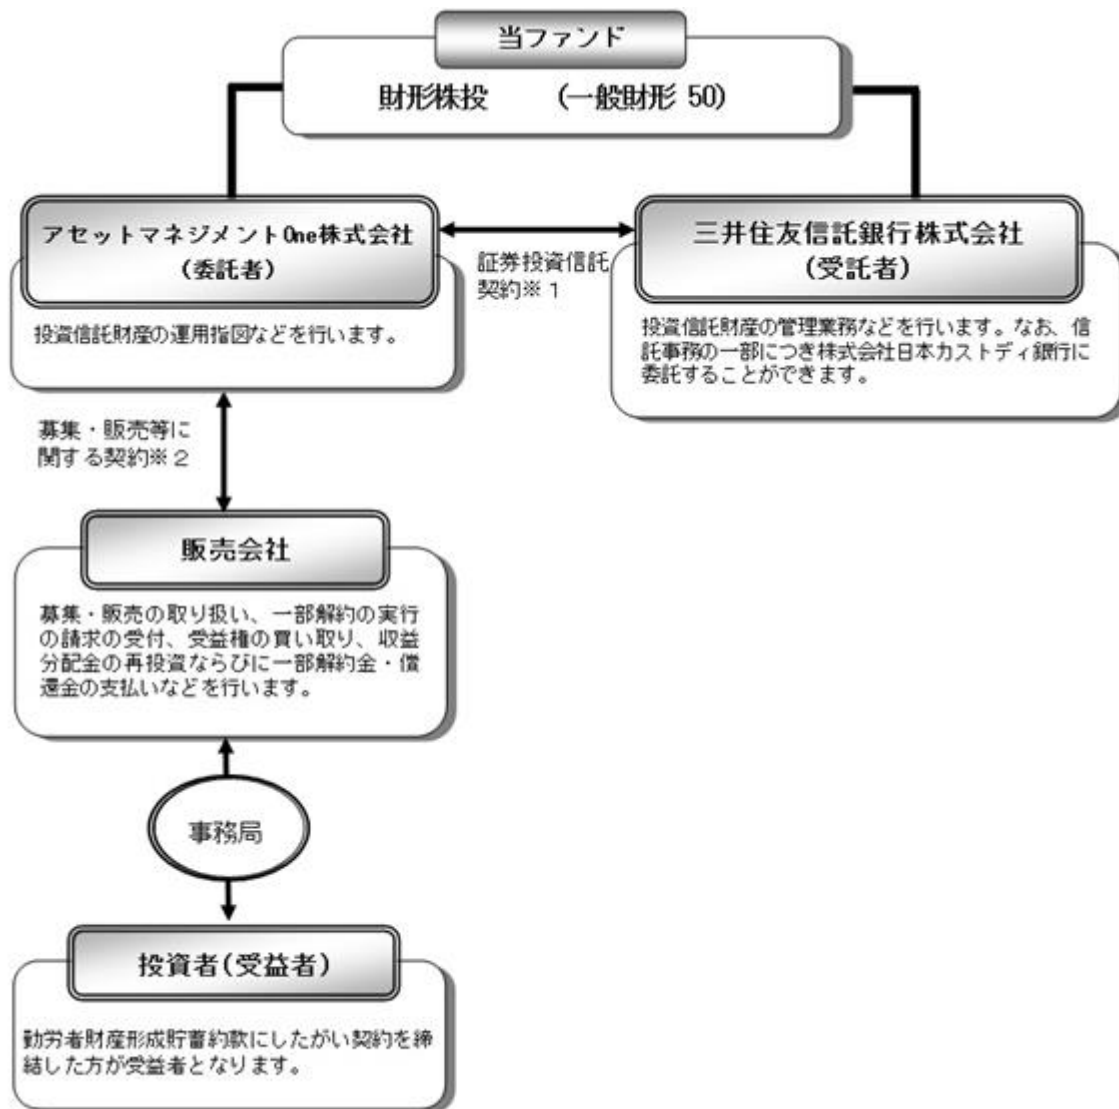 当ファンド
財形株投 (一般財形 50)
アセットマネジメントOne株式会社
(委託者)
投資信託財産の運用指図などを行います。
証券投資信託
契約※1
三井住友信託銀行株式会社
(受託者)
投資信託財産の管理業務などを行います。なお、信
託事務の一部につき株式会社日本カストディ銀行に
委託することができます。
募集・販売等に
関する契約※2
販売会社
募集・販売の取り扱い、一部解約の実行
の請求の受付、受益権の買い取り、収益
分配金の再投資ならびに一部解約金・償
還金の支払いなどを行います。
事務局
投資者(受益者)
勤労者財産形成貯蓄約款にしたがい契約を締
結した方が受益者となります。